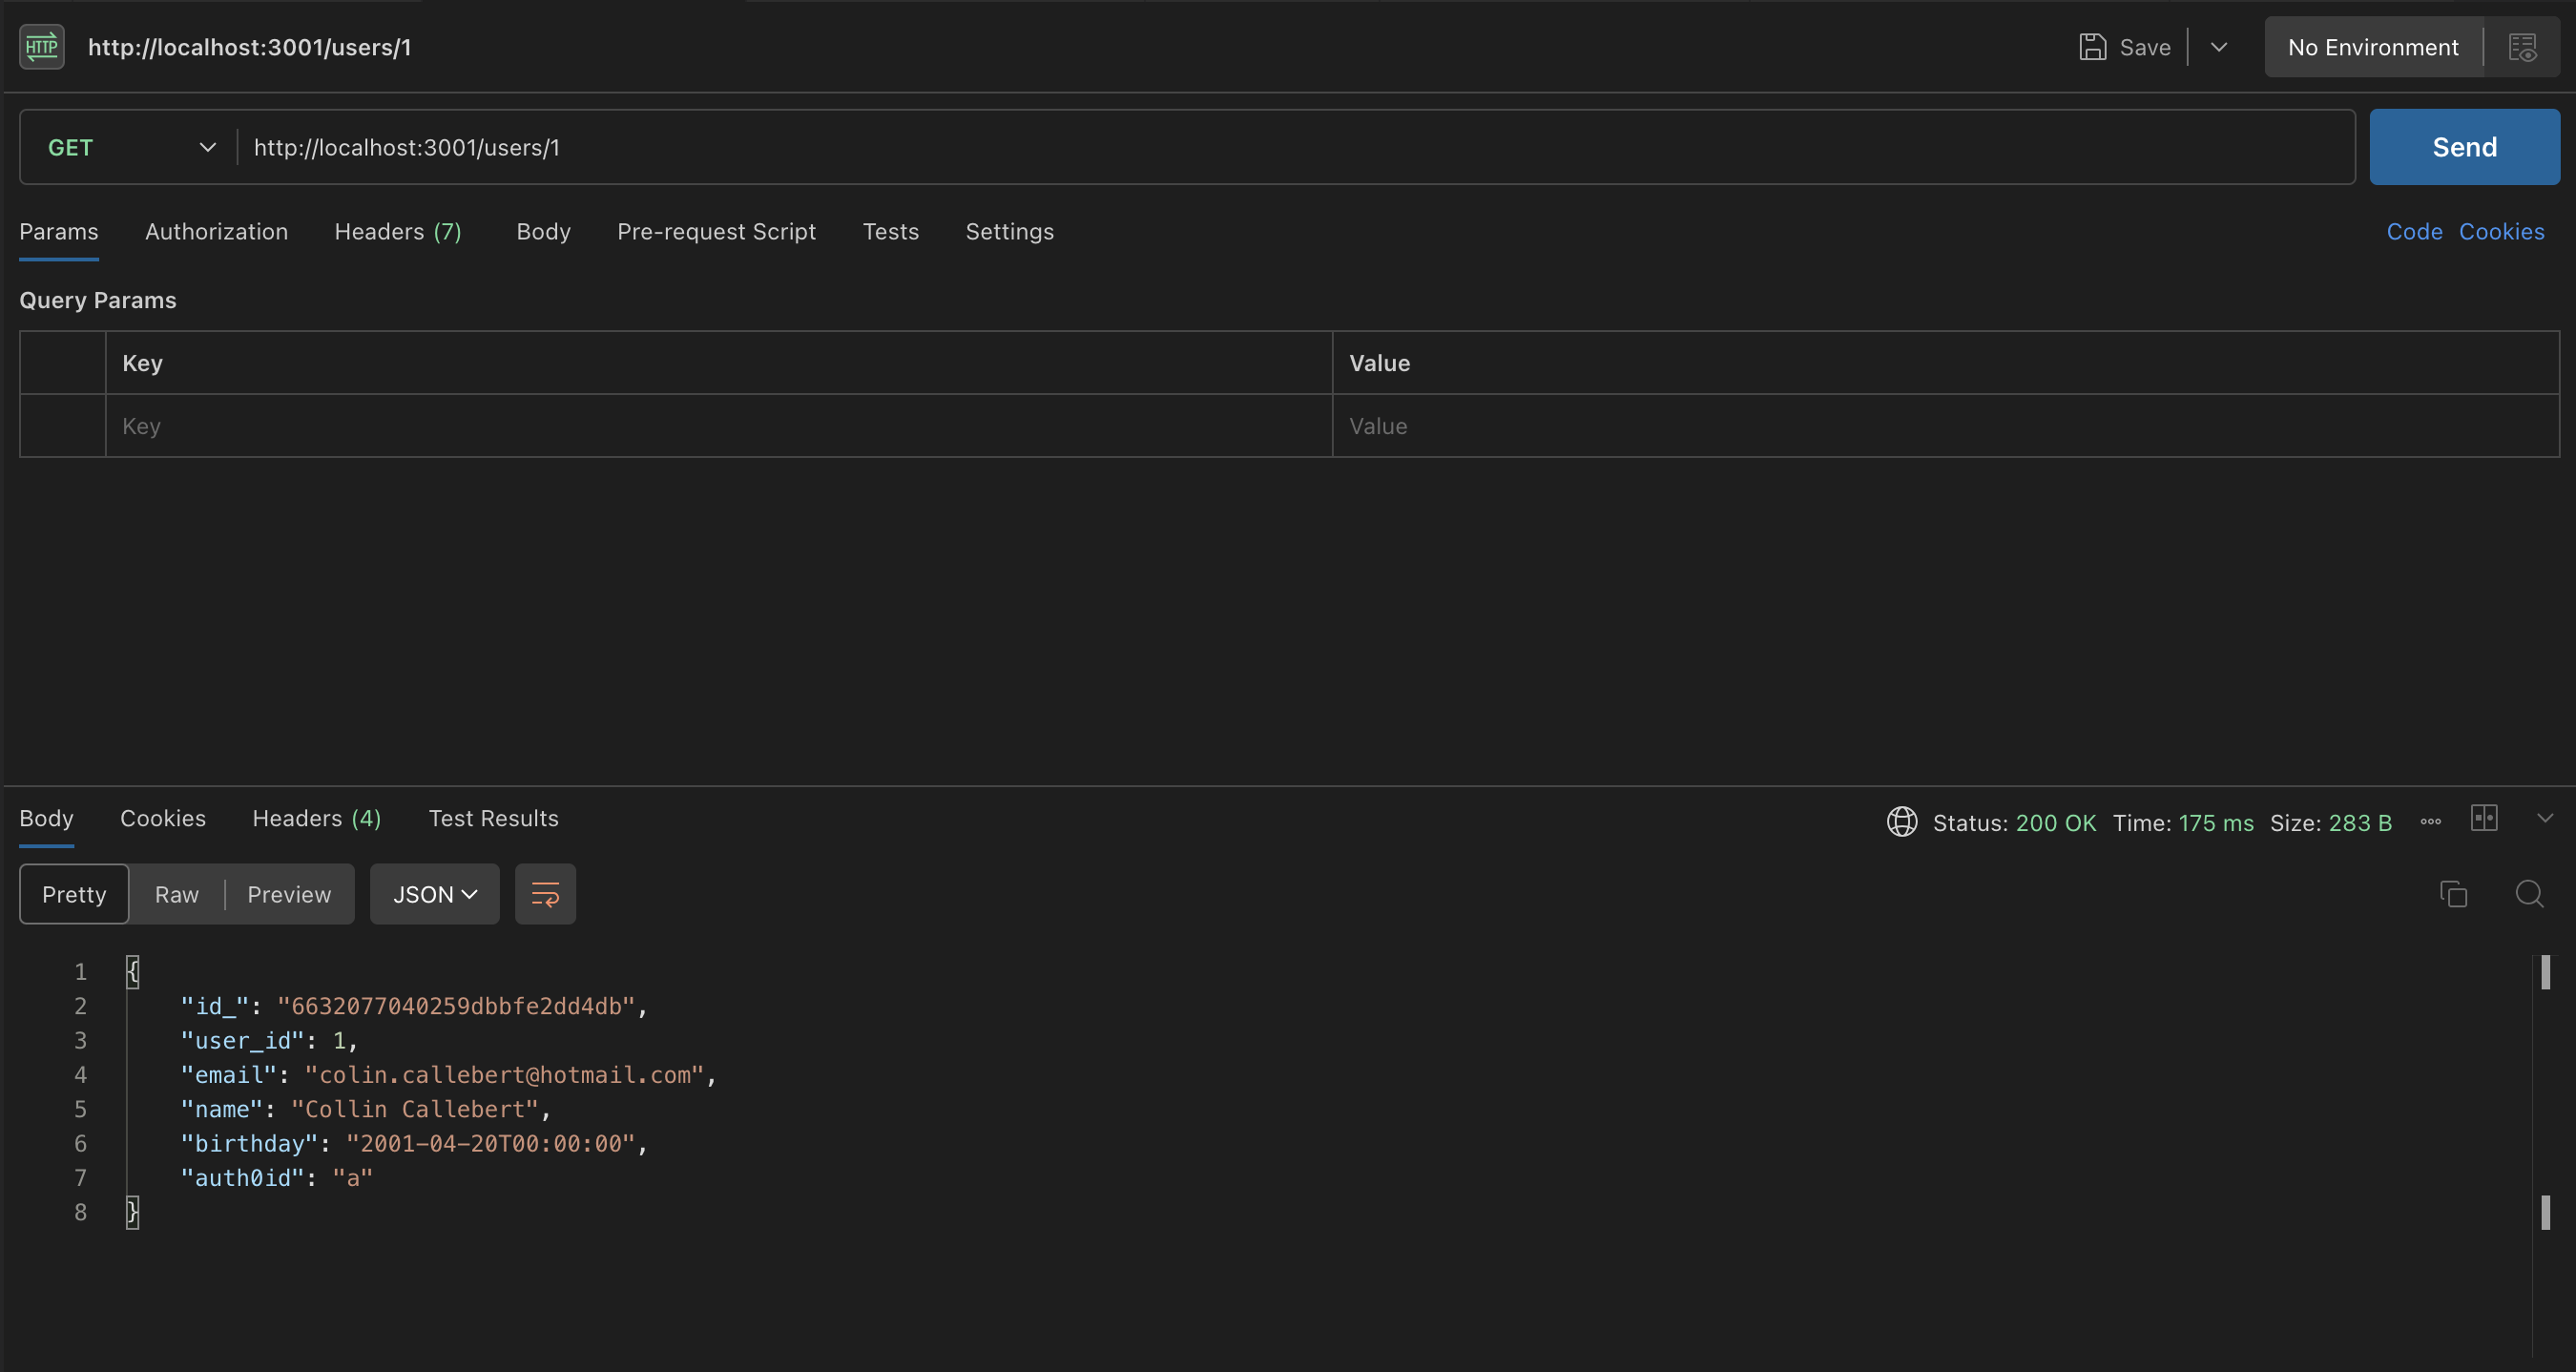 HTTP http://localhost:3001/users/1 Save No Environment
GET http://localhost:3001/users/1 Send
Params Authorization Headers (7) Body Pre-request Script Tests Settings Code Cookies
Query Params
Key Value
Key Value
Body Cookies Headers (4) Test Results Status: 200 OK Time: 175 ms Size: 283 B
Pretty Raw Preview JSON
1 {
2 "id_": "6632077040259dbbfe2dd4db",
3 "user_id": 1,
4 "email": "colin.callebert@hotmail.com",
5 "name": "Collin Callebert",
6 "birthday": "2001-04-20T00:00:00",
7 "auth0id": "a"
8 }